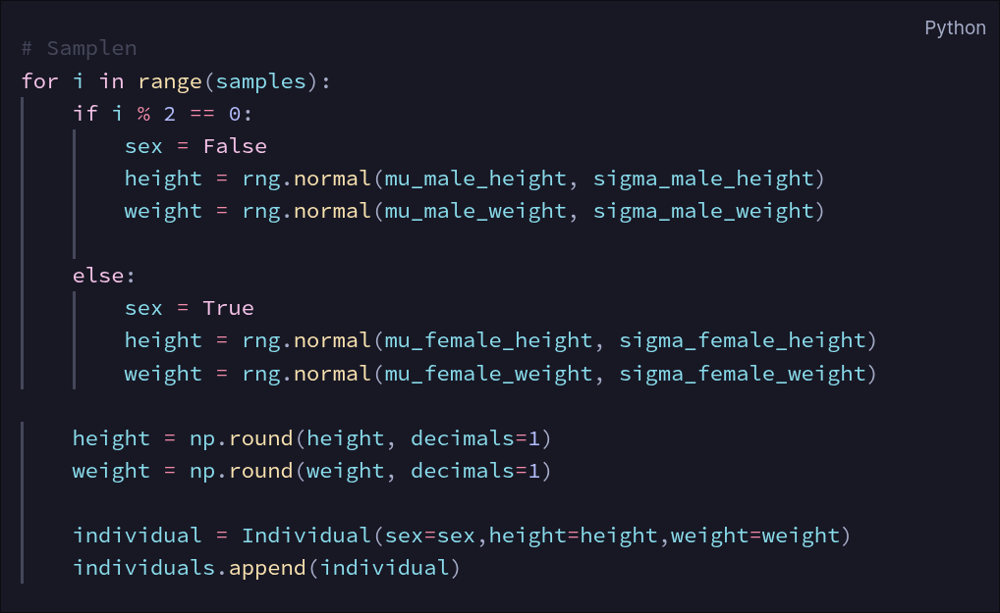 Python
# Samplen
for i in range(samples):
    if i % 2 == 0:
        sex = False
        height = rng.normal(mu_male_height, sigma_male_height)
        weight = rng.normal(mu_male_weight, sigma_male_weight)
    else:
        sex = True
        height = rng.normal(mu_female_height, sigma_female_height)
        weight = rng.normal(mu_female_weight, sigma_female_weight)
    height = np.round(height, decimals=1)
    weight = np.round(weight, decimals=1)
    individual = Individual(sex=sex,height=height,weight=weight)
    individuals.append(individual)